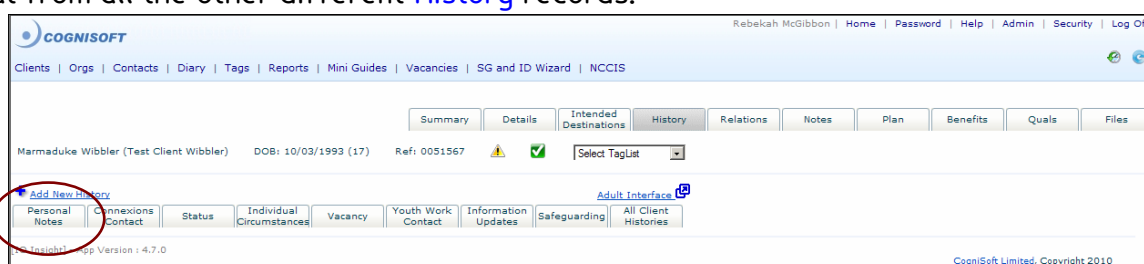 from all the other different History records.
Rebekah McGibbon | Home | Password | Help | Admin | Security | Log
COGNISOFT
Clients | Orgs | Contacts | Diary | Tags | Reports | Mini Guides | Vacancies | SG and ID Wizard | NCCIS
Summary Details Intended Destinations History Relations Notes Plan Benefits Quals Files
Marmaduke Wibbler (Test Client Wibbler) DOB: 10/03/1993 (17) Ref: 0051567 Select TagList
Add New History Adult Interface
Personal Notes Connexions Contact Status Individual Circumstances Vacancy Youth Work Contact Information Updates Safeguarding All Client Histories
App Version : 4.7.0
CogniSoft Limited, Copyright 2010